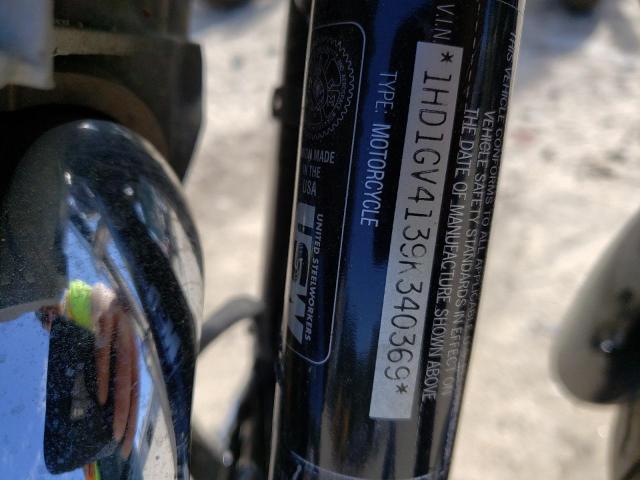 THIS VEHICLE CONFORMS TO ALL APPLICABLE
VEHICLE SAFETY STANDARDS IN EFFECT ON
THE DATE OF MANUFACTURE SHOWN ABOVE
V.I.N.
*1HD1GV4139K340369*
TYPE: MOTORCYCLE
UNION MADE
IN THE
USA
UNITED STEELWORKERS